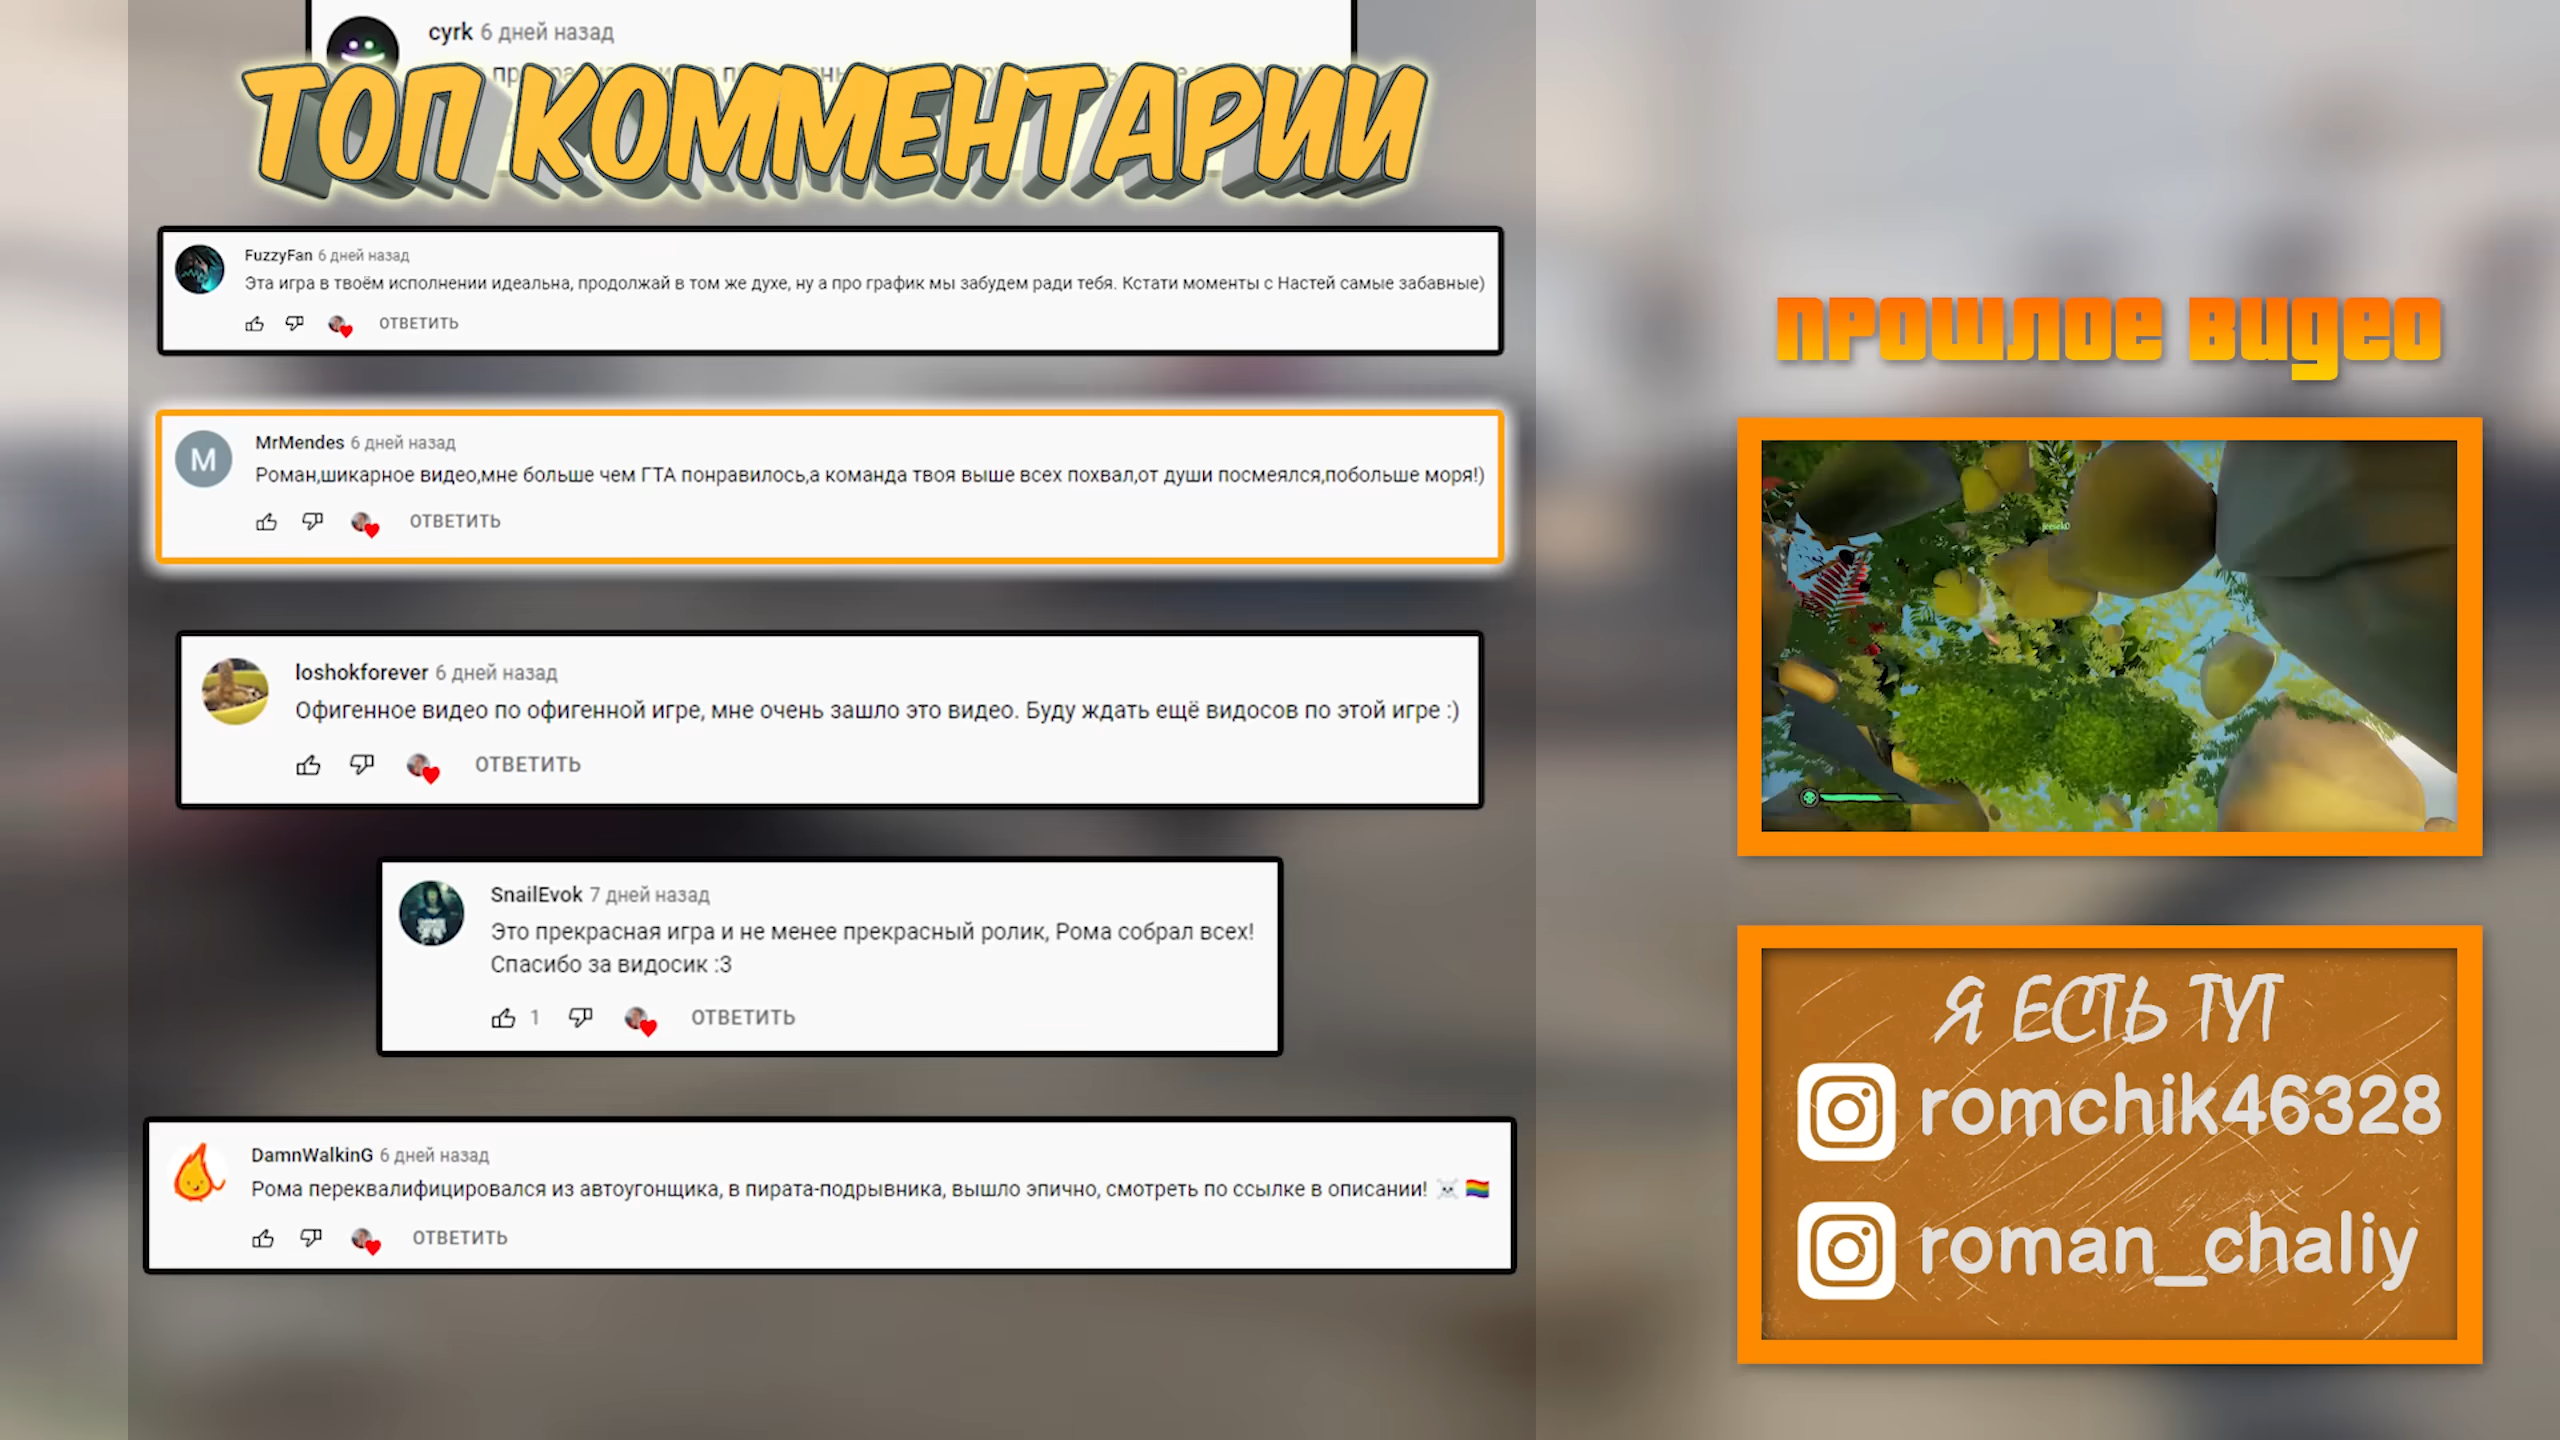 cyrk 6 дней назад
ТОП КОММЕНТАРИИ
FuzzyFan 6 дней назад
Эта игра в твоём исполнении идеальна, продолжай в том же духе, ну а про график мы забудем ради тебя. Кстати моменты с Настей самые забавные)
ОТВЕТИТЬ
M
MrMendes 6 дней назад
Роман,шикарное видео,мне больше чем ГТА понравилось,а команда твоя выше всех похвал,от души посмеялся,побольше моря!)
ОТВЕТИТЬ
loshokforever 6 дней назад
Офигенное видео по офигенной игре, мне очень зашло это видео. Буду ждать ещё видосов по этой игре :)
ОТВЕТИТЬ
SnailEvok 7 дней назад
Это прекрасная игра и не менее прекрасный ролик, Рома собрал всех!
Спасибо за видосик :3
1 ОТВЕТИТЬ
DamnWalkinG 6 дней назад
Рома переквалифицировался из автоугонщика, в пирата-подрывника, вышло эпично, смотреть по ссылке в описании! ☠️ 🏳️‍🌈
ОТВЕТИТЬ
ПРОШЛОЕ ВИДЕО
Я ЕСТЬ ТУТ
romchik46328
roman_chaliy